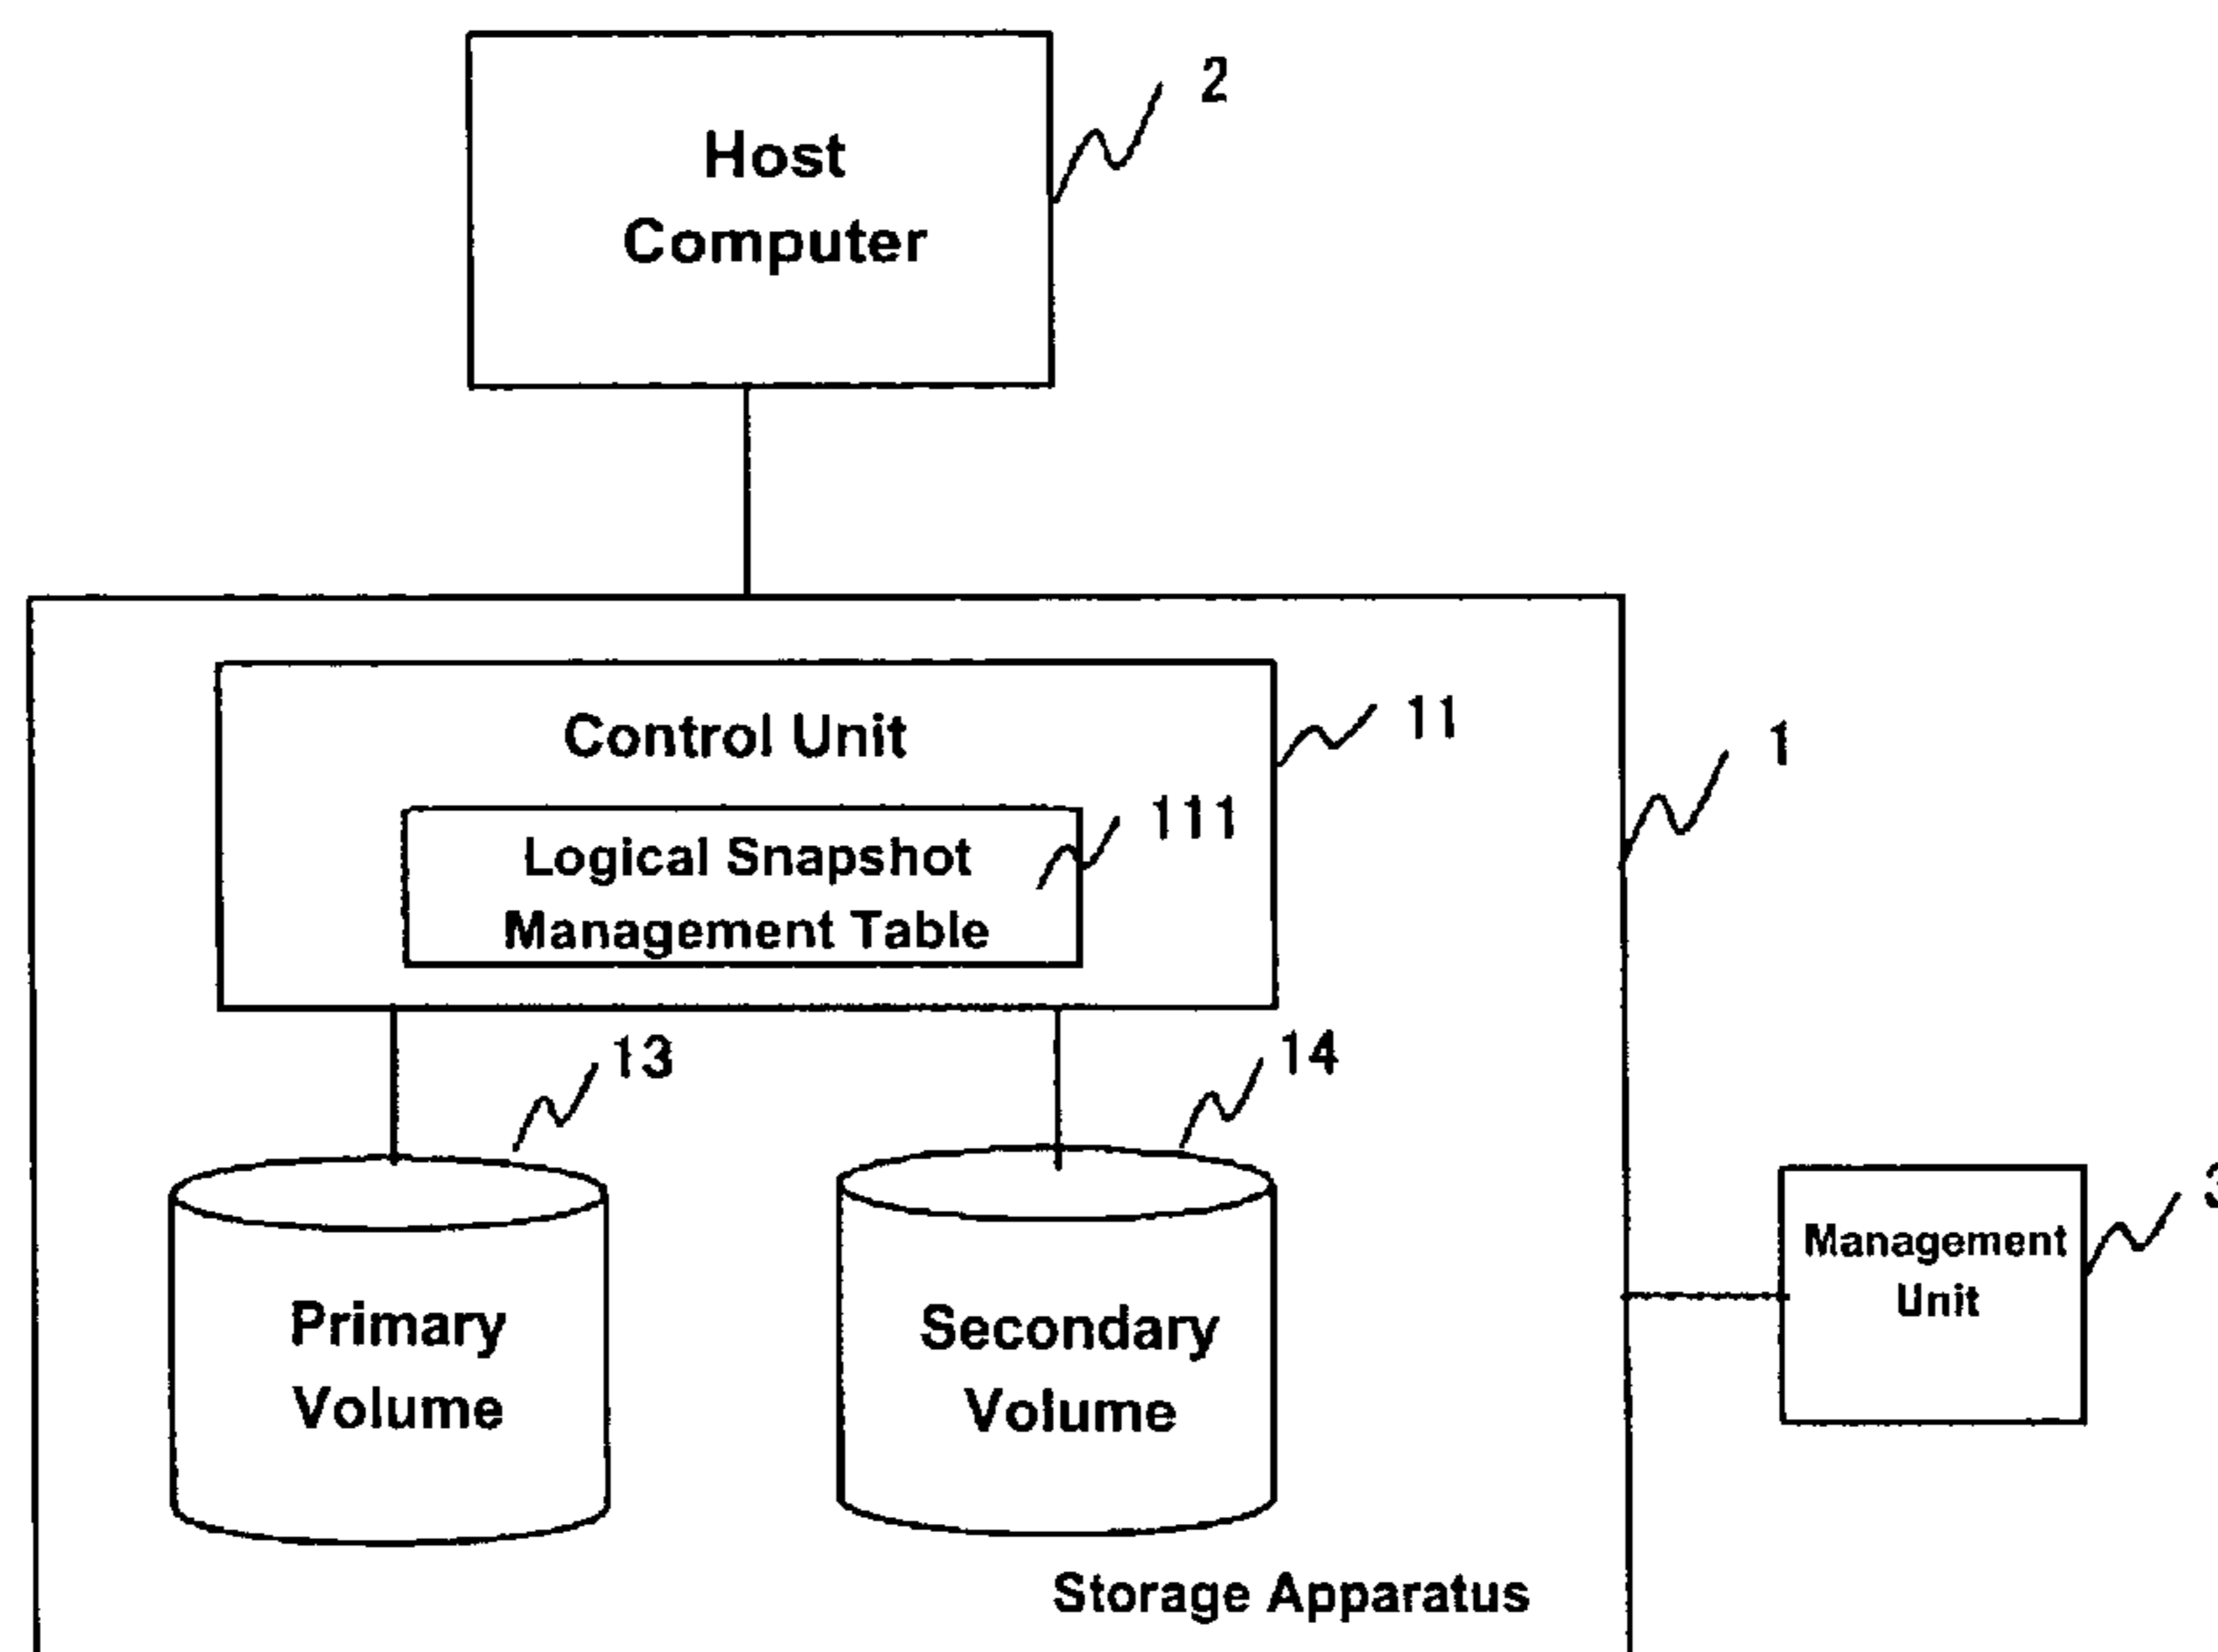 2
Host
Computer
Control Unit
11
1
Logical Snapshot
111
Management Table
13
14
3
Management
Unit
Primary
Volume
Secondary
Volume
Storage Apparatus